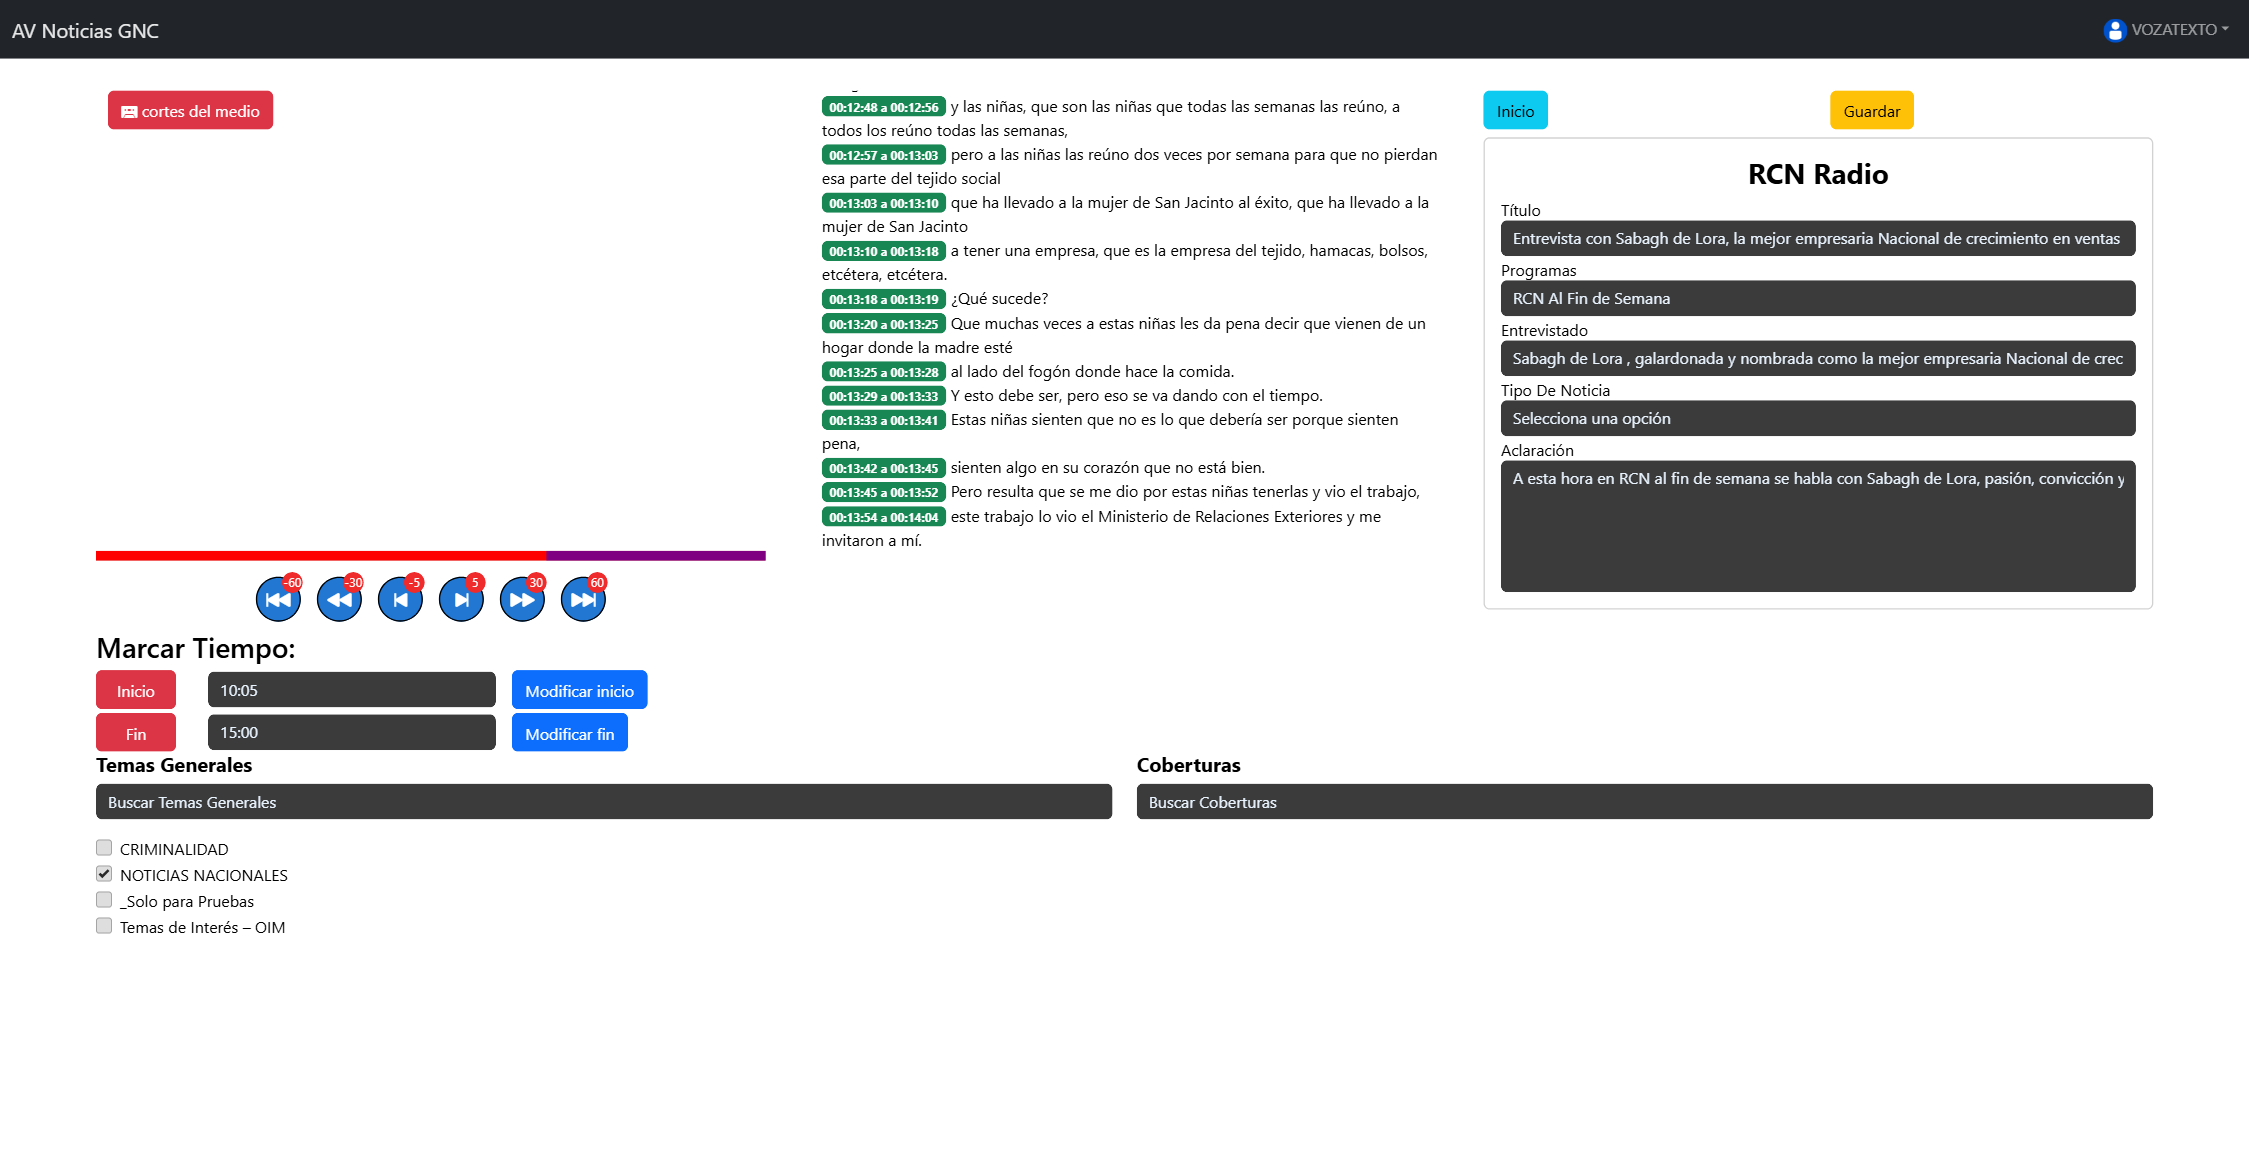 AV Noticias GNC
VOZATEXTO
cortes del medio
00:12:48 a 00:12:56 y las niñas, que son las niñas que todas las semanas las reúno, a
todos los reúno todas las semanas,
00:12:57 a 00:13:03 pero a las niñas las reúno dos veces por semana para que no pierdan
esa parte del tejido social
00:13:03 a 00:13:10 que ha llevado a la mujer de San Jacinto al éxito, que ha llevado a la
mujer de San Jacinto
00:13:10 a 00:13:18 a tener una empresa, que es la empresa del tejido, hamacas, bolsos,
etcétera, etcétera.
00:13:18 a 00:13:19 ¿Qué sucede?
00:13:20 a 00:13:25 Que muchas veces a estas niñas les da pena decir que vienen de un
hogar donde la madre esté
00:13:25 a 00:13:28 al lado del fogón donde hace la comida.
00:13:29 a 00:13:33 Y esto debe ser, pero eso se va dando con el tiempo.
00:13:33 a 00:13:41 Estas niñas sienten que no es lo que debería ser porque sienten
pena,
00:13:42 a 00:13:45 sienten algo en su corazón que no está bien.
00:13:45 a 00:13:52 Pero resulta que se me dio por estas niñas tenerlas y vio el trabajo,
00:13:54 a 00:14:04 este trabajo lo vio el Ministerio de Relaciones Exteriores y me
invitaron a mí.
Inicio
Guardar
RCN Radio
Título
Entrevista con Sabagh de Lora, la mejor empresaria Nacional de crecimiento en ventas
Programas
RCN Al Fin de Semana
Entrevistado
Sabagh de Lora , galardonada y nombrada como la mejor empresaria Nacional de crec
Tipo De Noticia
Selecciona una opción
Aclaración
A esta hora en RCN al fin de semana se habla con Sabagh de Lora, pasión, convicción y
-60 -30 -5 5 30 60
Marcar Tiempo:
Inicio 10:05 Modificar inicio
Fin 15:00 Modificar fin
Temas Generales
Buscar Temas Generales
CRIMINALIDAD
NOTICIAS NACIONALES
_Solo para Pruebas
Temas de Interés – OIM
Coberturas
Buscar Coberturas